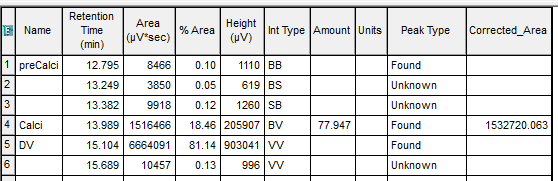 Name Retention Time (min) Area (µV*sec) % Area Height (µV) Int Type Amount Units Peak Type Corrected_Area
1 preCalci 12.795 8466 0.10 1110 BB Found
2 13.249 3850 0.05 619 BS Unknown
3 13.382 9918 0.12 1260 SB Unknown
4 Calci 13.989 1516466 18.46 205907 BV 77.947 Found 1532720.063
5 DV 15.104 6664091 81.14 903041 VV Found
6 15.689 10457 0.13 996 VV Unknown